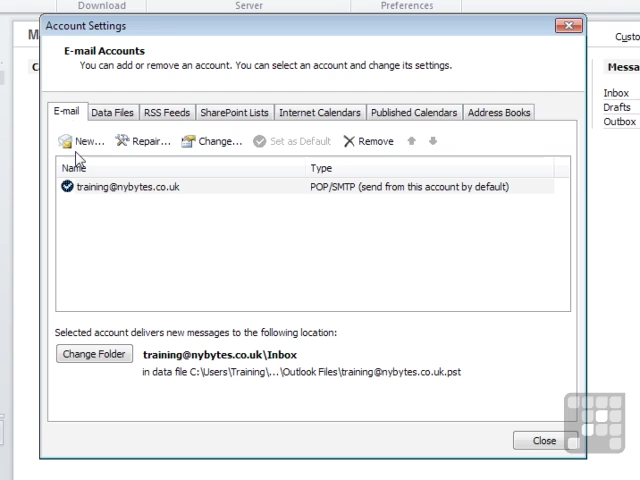 Download Server Preferences
Account Settings
M
Custo
E-mail Accounts
You can add or remove an account. You can select an account and change its settings.
C
Messa
E-mail Data Files RSS Feeds SharePoint Lists Internet Calendars Published Calendars Address Books
Inbox
Drafts
Outbox
New... Repair... Change... Set as Default Remove
Name Type
training@nybytes.co.uk POP/SMTP (send from this account by default)
Selected account delivers new messages to the following location:
Change Folder training@nybytes.co.uk\Inbox
in data file C:\Users\Training\...\Outlook Files\training@nybytes.co.uk.pst
Close